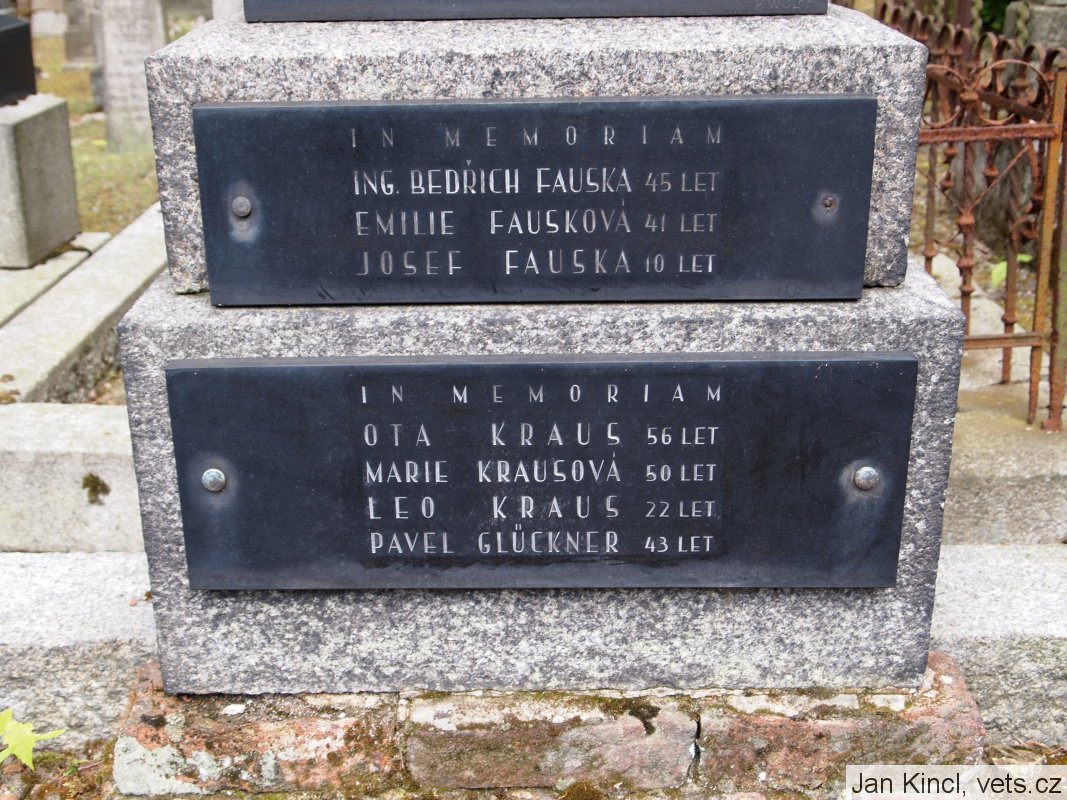 IN MEMORIAM
ING. BEDŘICH FAUSKA 45 LET
EMILIE FAUSKOVÁ 41 LET
JOSEF FAUSKA 10 LET
IN MEMORIAM
OTA KRAUS 56 LET
MARIE KRAUSOVÁ 50 LET
LEO KRAUS 22 LET
PAVEL GLÜCKNER 43 LET
Jan Kincl, vets.cz